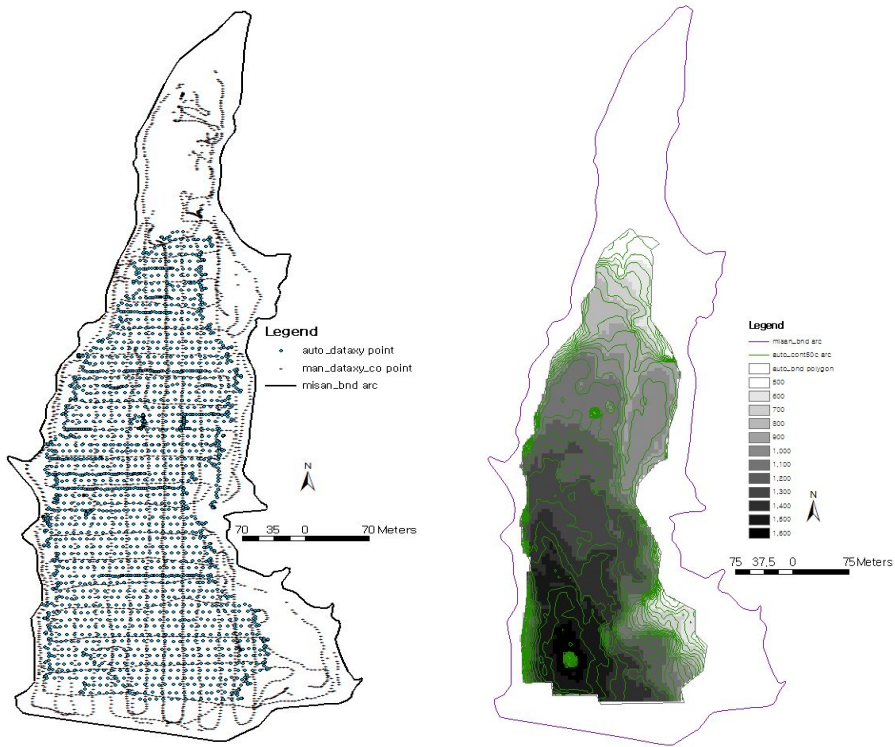 Legend
auto_dataxy point
man_dataxy_co point
misan_bnd arc
N
70 35 0 70 Meters
Legend
misan_bnd arc
auto_cont50c arc
auto_bnd polygon
500
600
700
800
900
1,000
1,100
1,200
1,300
1,400
1,500
1,600
N
75 37,5 0 75 Meters